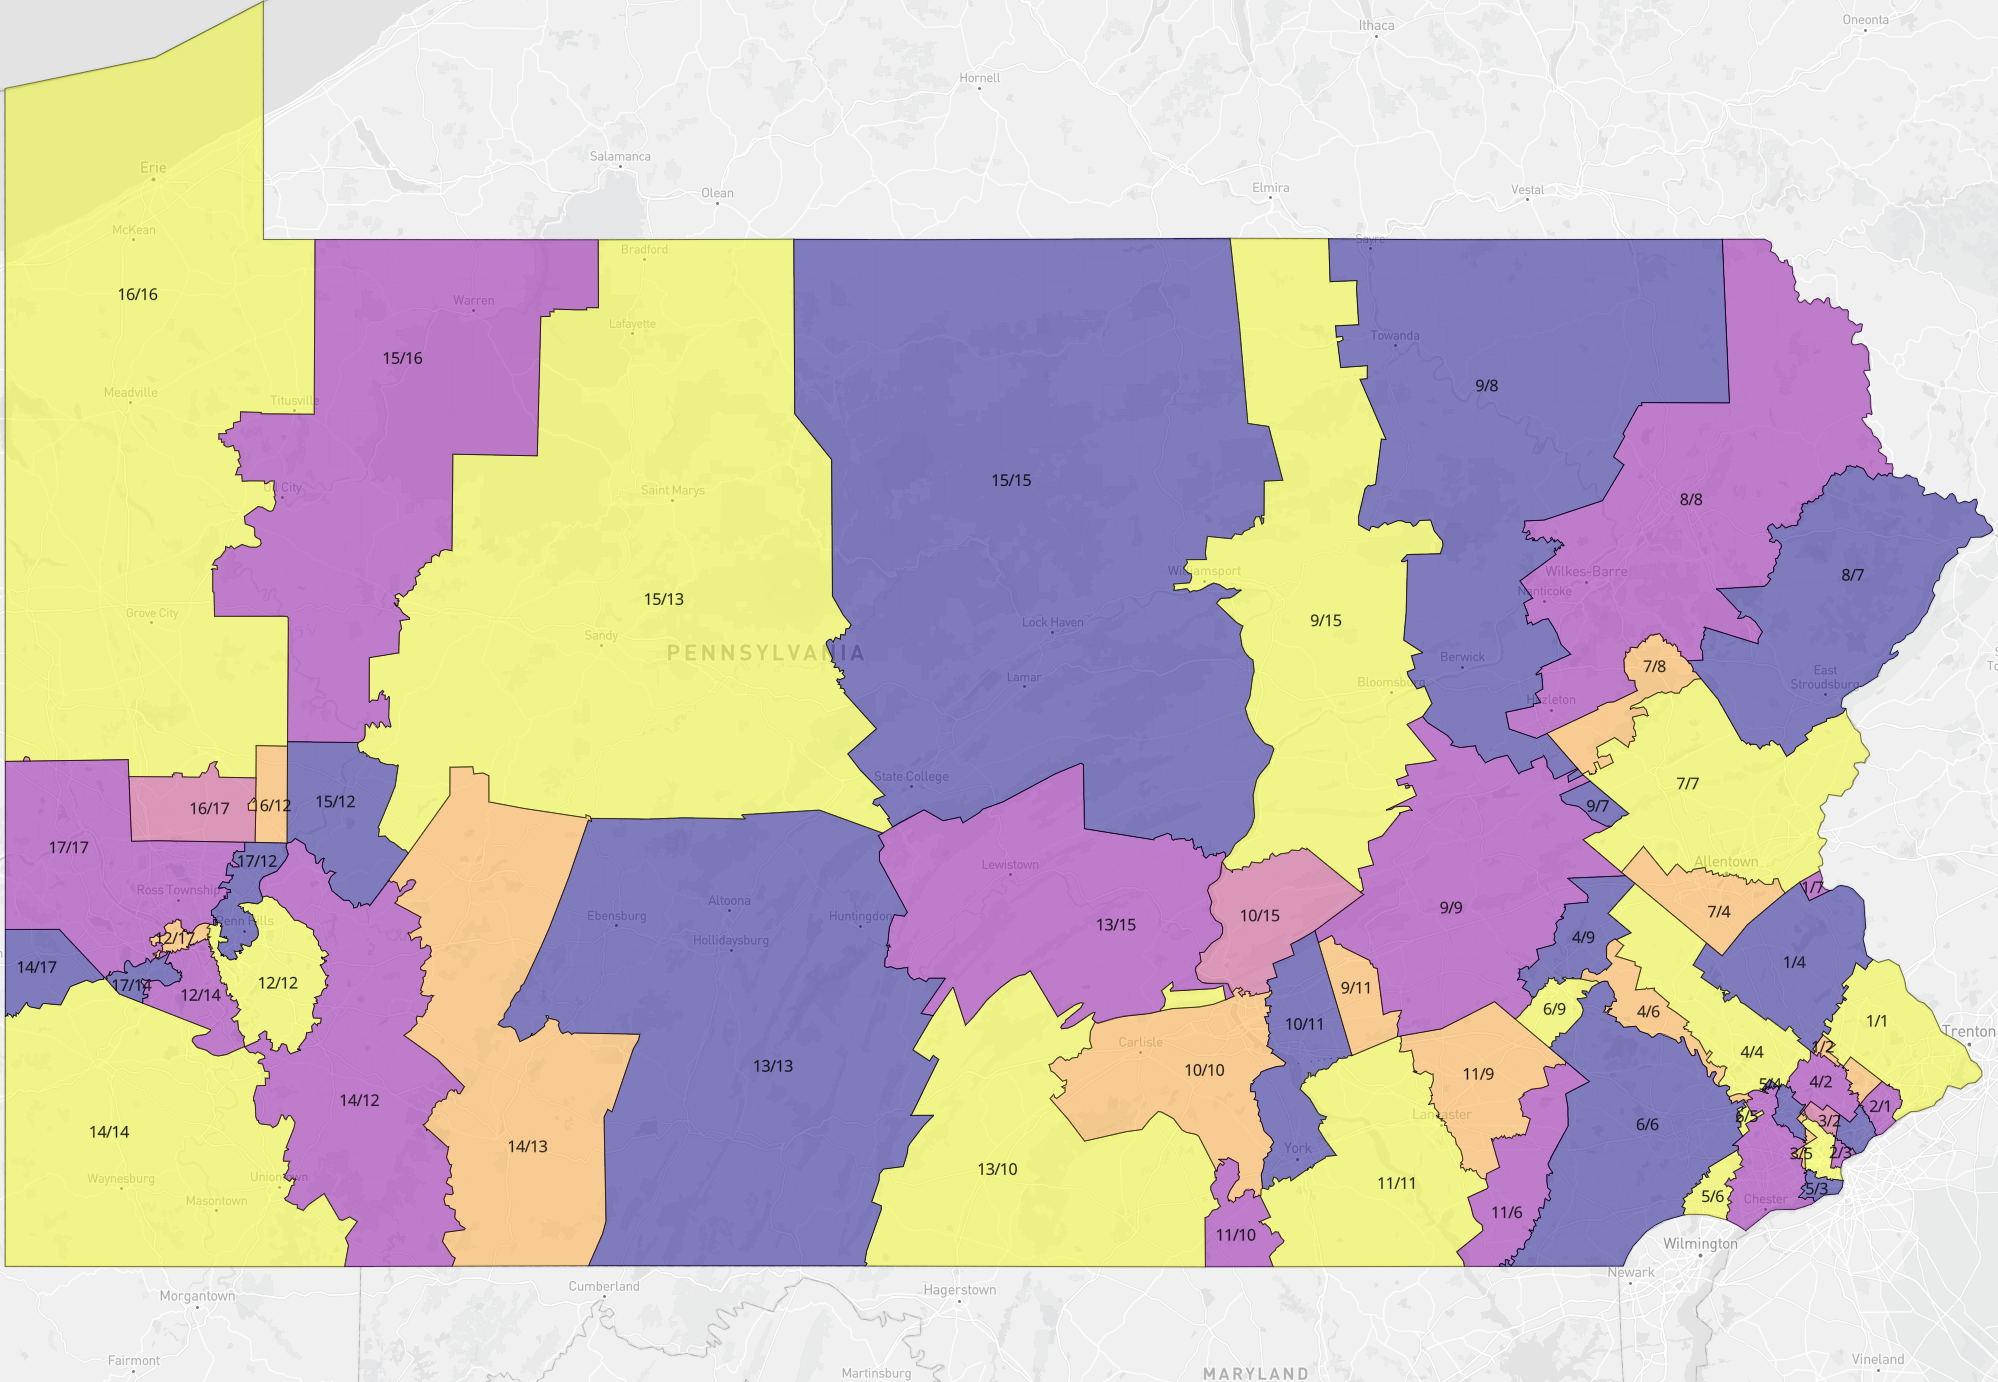 Oneonta
Ithaca
Hornell
Salamanca
Erie
Elmira
Vestal
Olean
McKean
Bradford
Sayre
16/16
Warren
Lafayette
Towanda
15/16
9/8
Meadville
Titusville
15/15
Saint Marys
8/8
Williamsport
Wilkes-Barre
8/7
Nanticoke
15/13
Grove City
Lock Haven
9/15
Sandy
PENNSYLVANIA
Berwick
7/8
East
Stroudsburg
Lamar
Bloomsburg
Hazleton
State College
7/7
15/12
16/17
9/7
17/17
17/12
Lewistown
Allentown
1/7
Ross Township
Altoona
9/9
7/4
Ebensburg
Huntingdon
10/15
13/15
Penn Hills
12/17
Hollidaysburg
4/9
1/4
14/17
12/12
17/14
12/14
9/11
6/9
4/6
10/11
1/1
Trenton
Carlisle
1/2
4/4
13/13
10/10
11/9
4/2
5/4
14/12
2/1
Lancaster
3/2
6/6
14/14
14/13
York
3/5
2/3
13/10
Waynesburg
Uniontown
11/11
5/3
Masontown
5/6
Chester
11/6
11/10
Wilmington
Newark
Cumberland
Hagerstown
Morgantown
Fairmont
Martinsburg
MARYLAND
Vineland